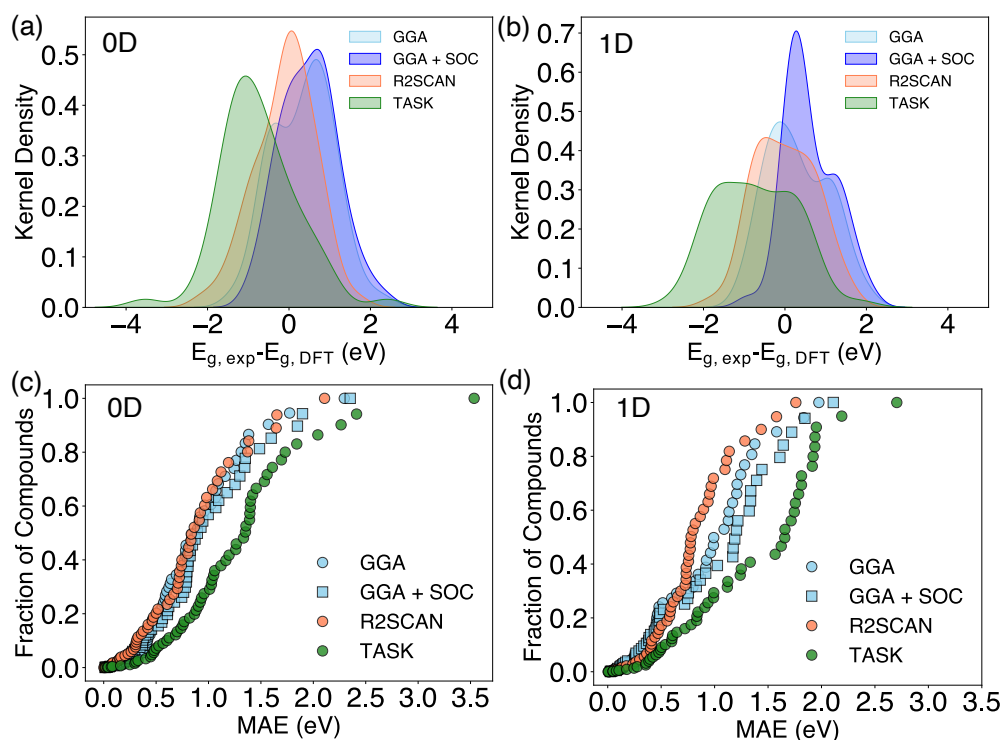 (a)
0D
GGA
GGA + SOC
R2SCAN
TASK
Kernel Density
0.5
0.4
0.3
0.2
0.1
0.0
−4
−2
0
2
4
E_g, exp-E_g, DFT (eV)
(b)
1D
GGA
GGA + SOC
R2SCAN
TASK
Kernel Density
0.7
0.6
0.5
0.4
0.3
0.2
0.1
0.0
−4
−2
0
2
4
E_g, exp-E_g, DFT (eV)
(c)
0D
Fraction of Compounds
1.0
0.8
0.6
0.4
0.2
0.0
GGA
GGA + SOC
R2SCAN
TASK
0.0 0.5 1.0 1.5 2.0 2.5 3.0 3.5
MAE (eV)
(d)
1D
Fraction of Compounds
1.0
0.8
0.6
0.4
0.2
0.0
GGA
GGA + SOC
R2SCAN
TASK
0.0 0.5 1.0 1.5 2.0 2.5 3.0 3.5
MAE (eV)